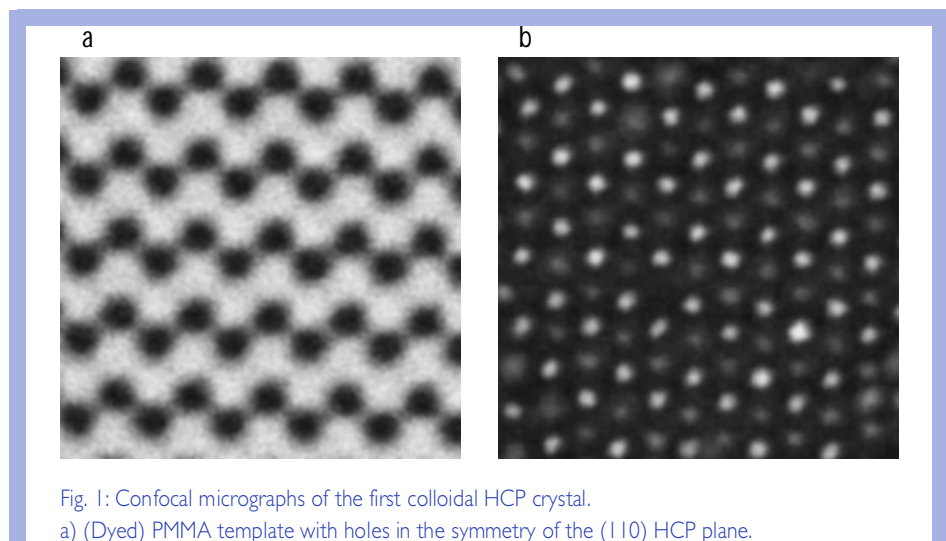 a
b
Fig. 1: Confocal micrographs of the first colloidal HCP crystal.
a) (Dyed) PMMA template with holes in the symmetry of the (110) HCP plane.